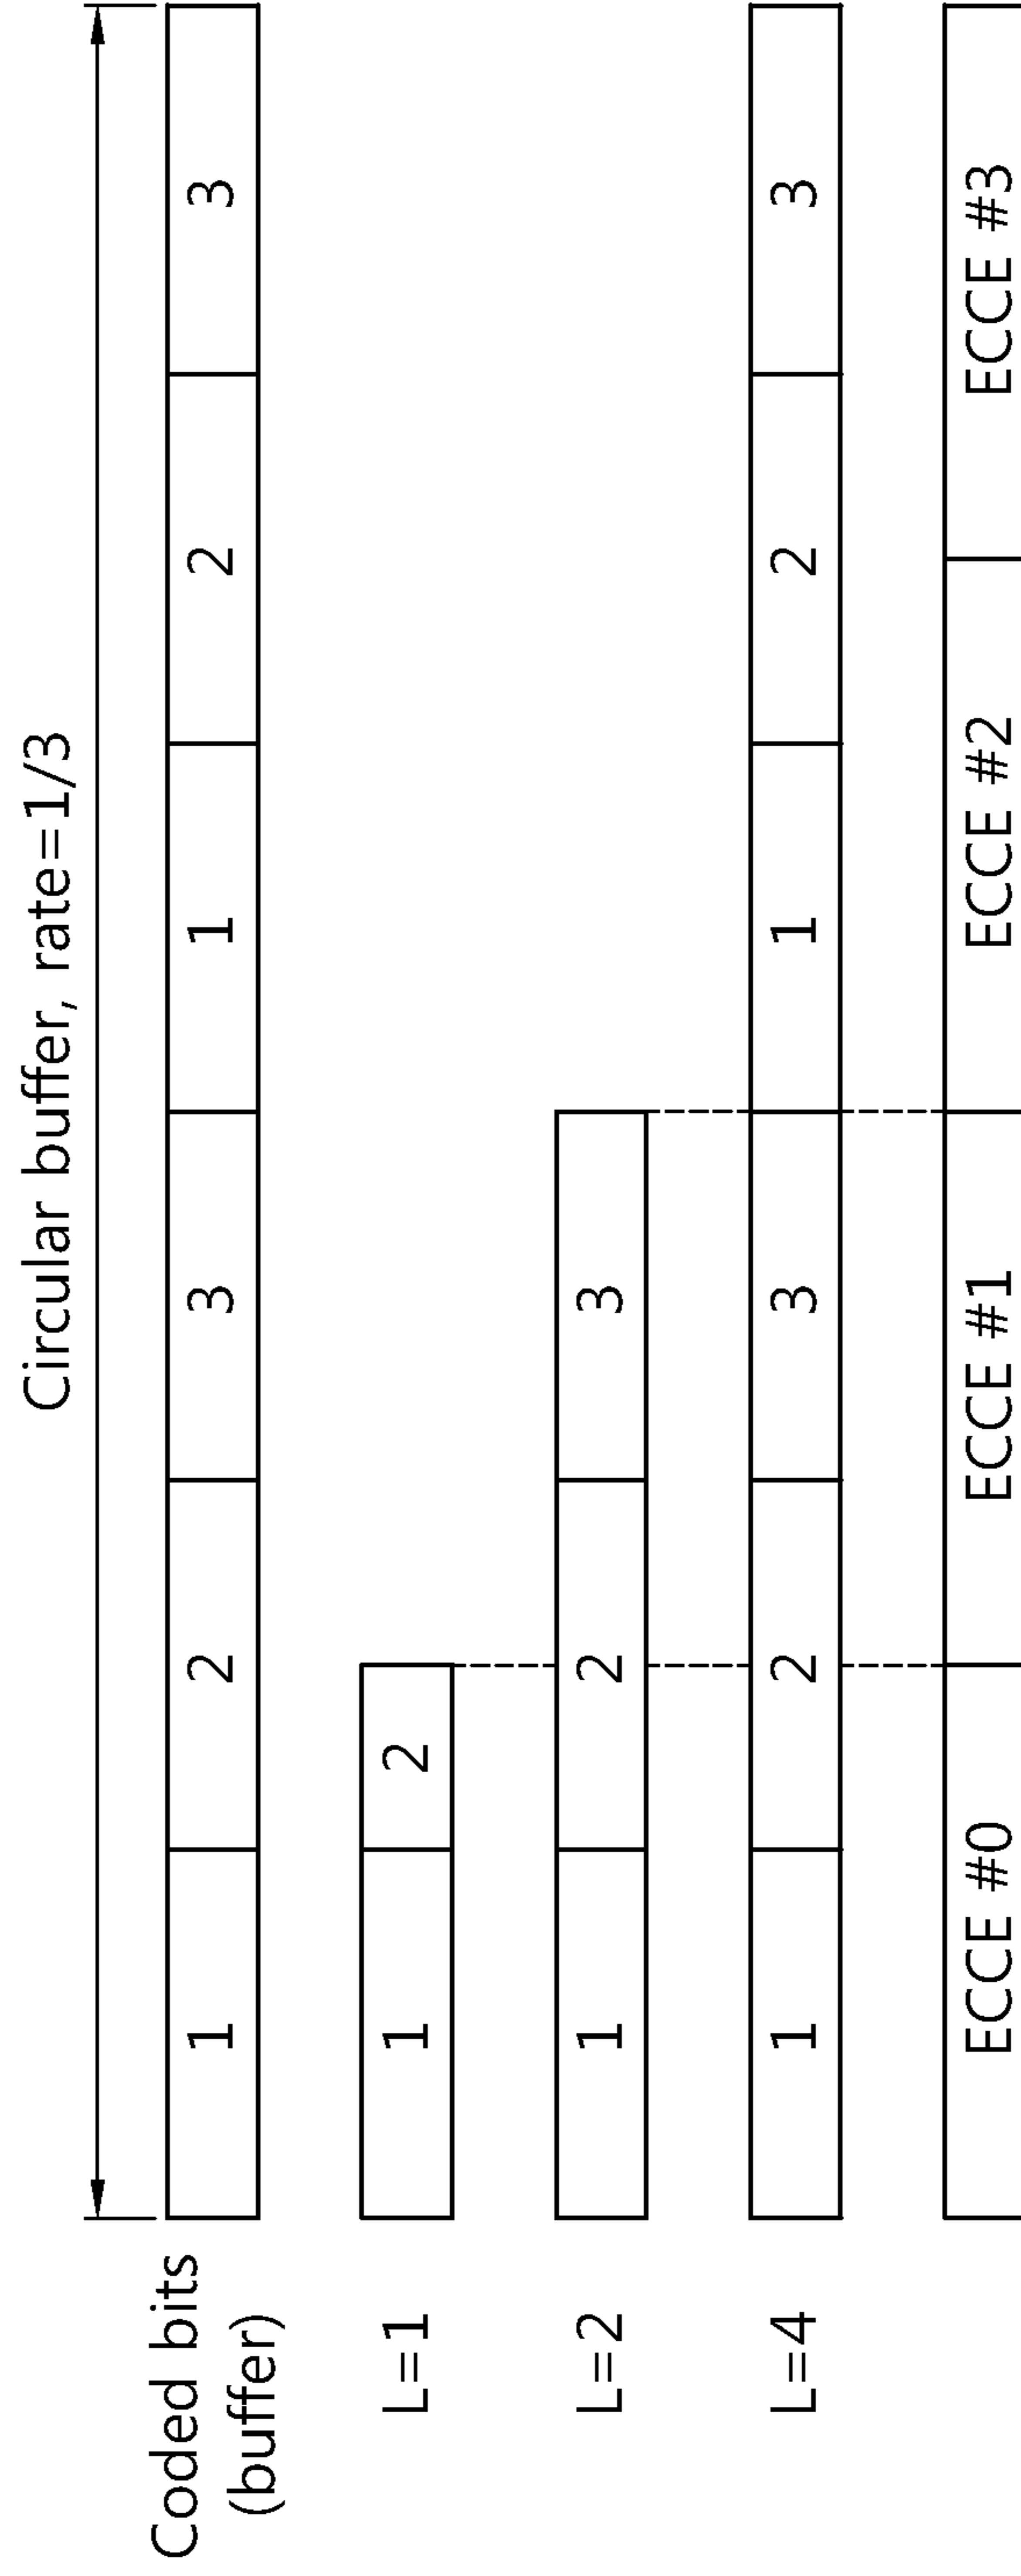 Circular buffer, rate=1/3
Coded bits
(buffer)
1 2 3 1 2 3
L=1
1 2
L=2
1 2 3
L=4
1 2 3 1 2 3
ECCE #0 ECCE #1 ECCE #2 ECCE #3